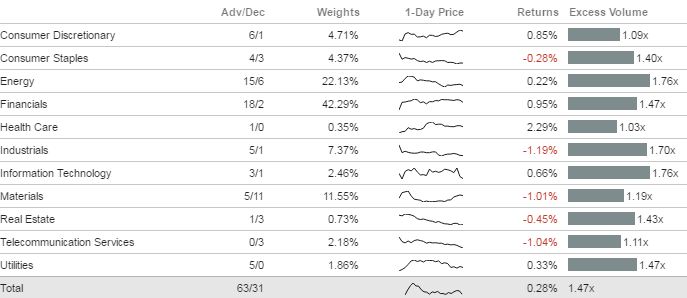 Adv/Dec Weights 1-Day Price Returns Excess Volume
Consumer Discretionary 6/1 4.71% 0.85% 1.09x
Consumer Staples 4/3 4.37% -0.28% 1.40x
Energy 15/6 22.13% 0.22% 1.76x
Financials 18/2 42.29% 0.95% 1.47x
Health Care 1/0 0.35% 2.29% 1.03x
Industrials 5/1 7.37% -1.19% 1.70x
Information Technology 3/1 2.46% 0.66% 1.76x
Materials 5/11 11.55% -1.01% 1.19x
Real Estate 1/3 0.73% -0.45% 1.43x
Telecommunication Services 0/3 2.18% -1.04% 1.11x
Utilities 5/0 1.86% 0.33% 1.47x
Total 63/31 0.28% 1.47x